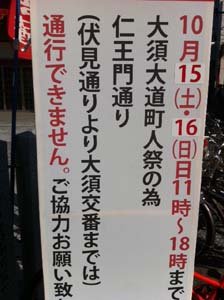 10月15(土)・16(日)日11時〜18時まで
大須大道町人祭の為
仁王門通り
(伏見通りより大須交番までは)
通行できません。ご協力お願い致